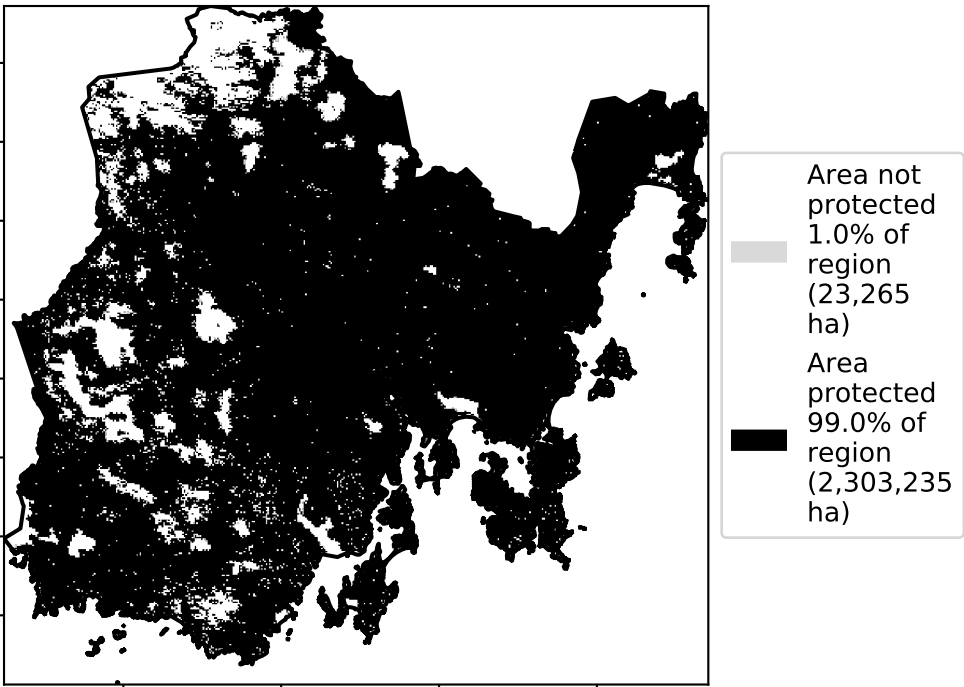 Area not
protected
1.0% of
region
(23,265
ha)
Area
protected
99.0% of
region
(2,303,235
ha)